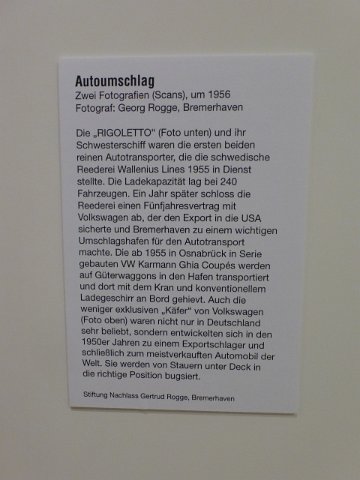 Autoumschlag
Zwei Fotografien (Scans), um 1956
Fotograf: Georg Rogge, Bremerhaven
Die „RIGOLETTO“ (Foto unten) und ihr
Schwesterschiff waren die ersten beiden
reinen Autotransporter, die die schwedische
Reederei Wallenius Lines 1955 in Dienst
stellte. Die Ladekapazität lag bei 240
Fahrzeugen. Ein Jahr später schloss die
Reederei einen Fünfjahresvertrag mit
Volkswagen ab, der den Export in die USA
sicherte und Bremerhaven zu einem wichtigen
Umschlagshafen für den Autotransport
machte. Die ab 1955 in Osnabrück in Serie
gebauten VW Karmann Ghia Coupés werden
auf Güterwaggons in den Hafen transportiert
und dort mit dem Kran und konventionellem
Ladegeschirr an Bord gehievt. Auch die
weniger exklusiven „Käfer“ von Volkswagen
(Foto oben) waren nicht nur in Deutschland
sehr beliebt, sondern entwickelten sich in den
1950er Jahren zu einem Exportschlager und
schließlich zum meistverkauften Automobil der
Welt. Sie werden von Stauern unter Deck in
die richtige Position bugsiert.
Stiftung Nachlass Gertrud Rogge, Bremerhaven